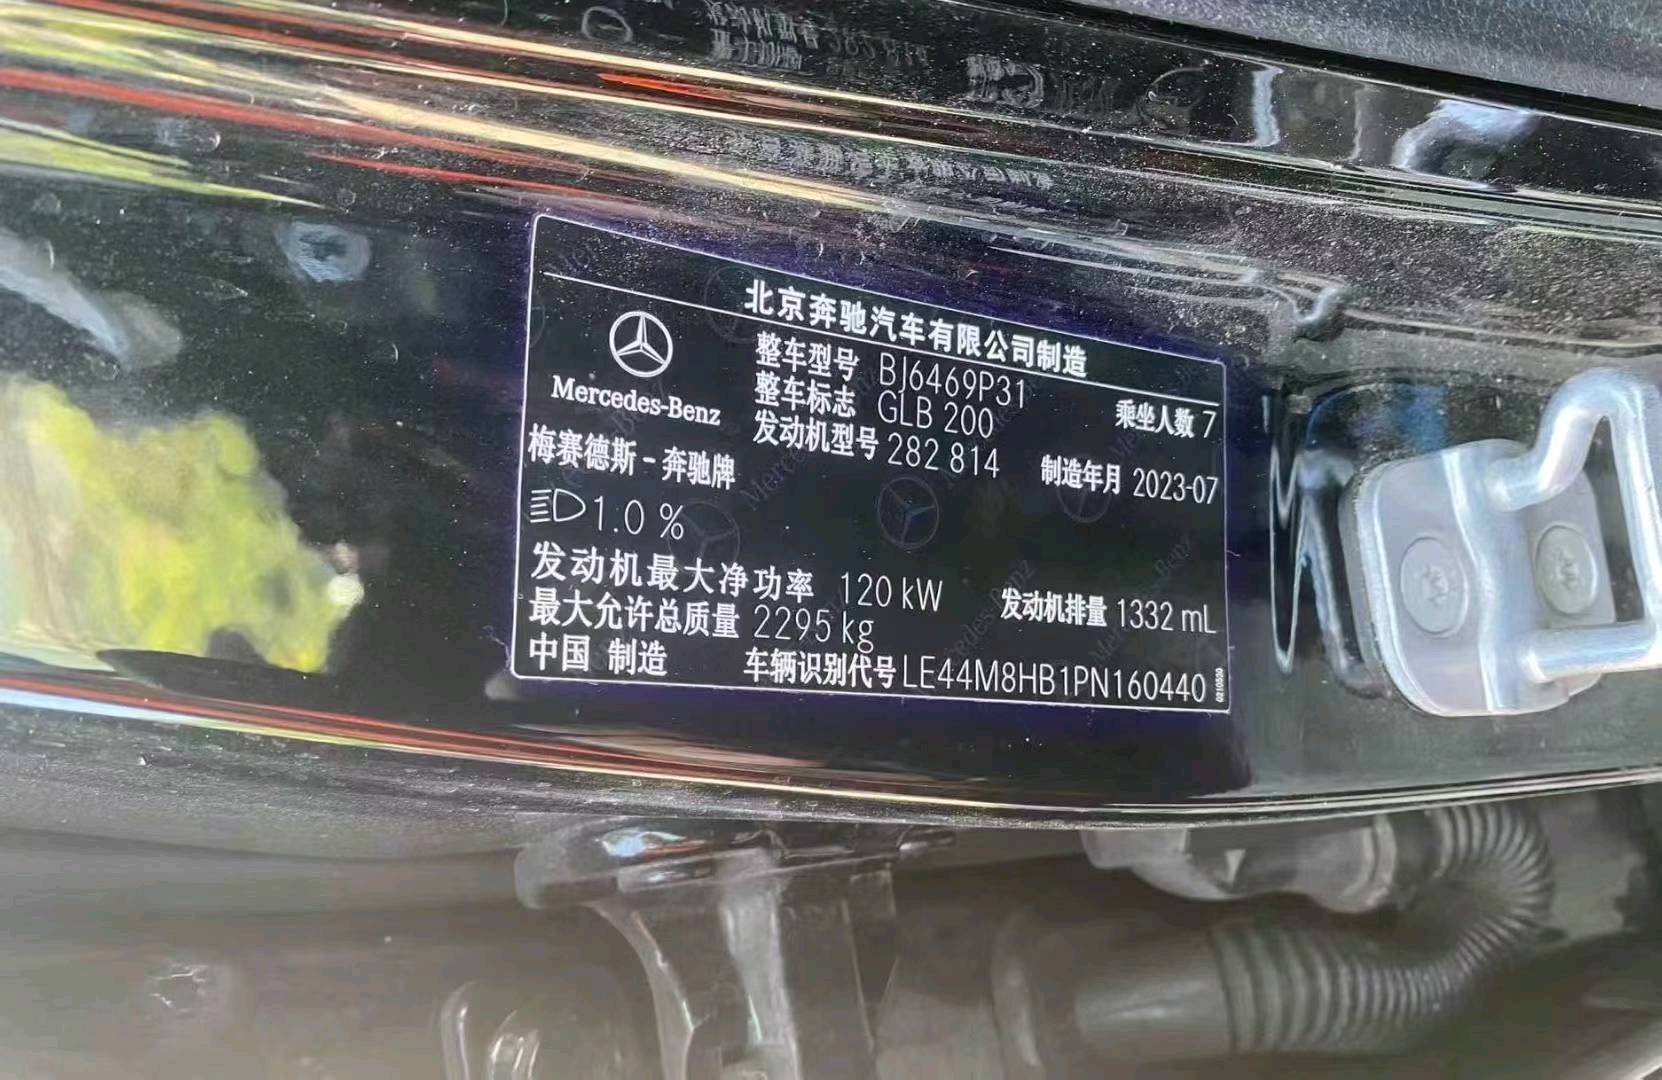 北京奔驰汽车有限公司制造
Mercedes-Benz
整车型号 BJ6469P31
整车标志 GLB 200
乘坐人数 7
发动机型号 282 814
制造年月 2023-07
梅赛德斯-奔驰牌
1.0 %
发动机最大净功率 120 kW
发动机排量 1332 mL
最大允许总质量 2295 kg
中国 制造
车辆识别代号 LE44M8HB1PN160440